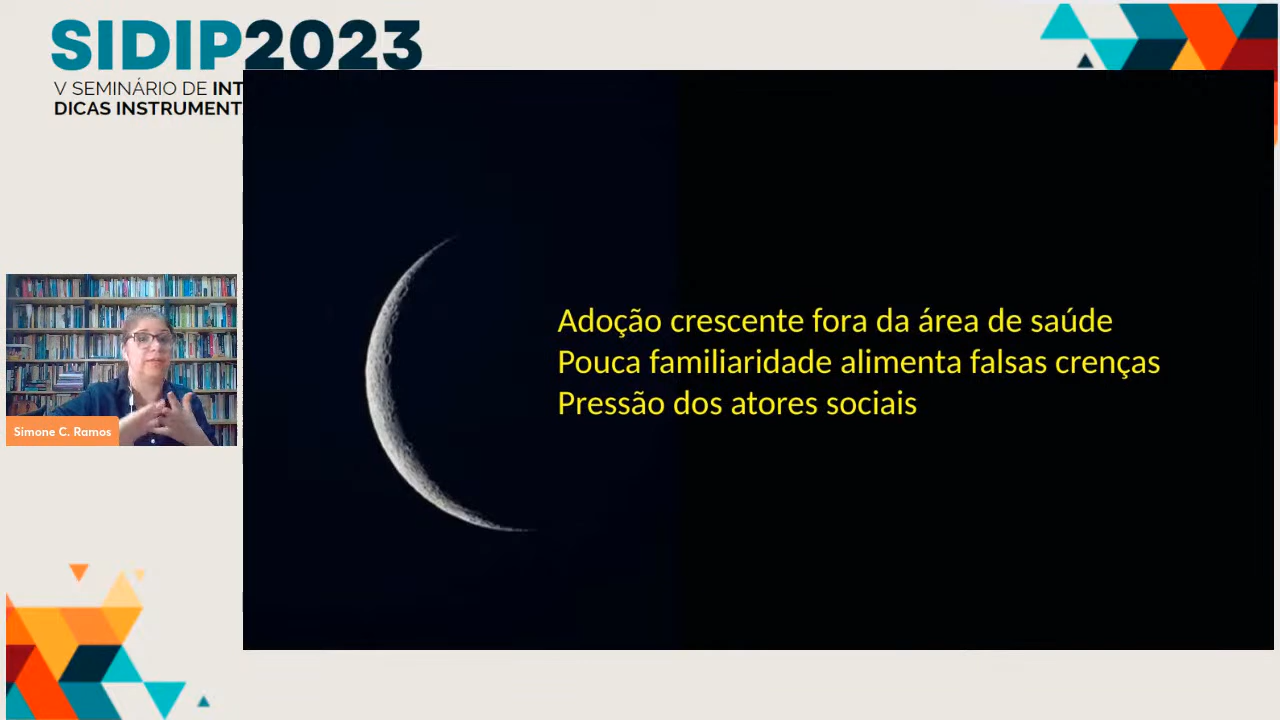 SIDIP2023
V SEMINÁRIO DE INT
DICAS INSTRUMENT
Adoção crescente fora da área de saúde
Pouca familiaridade alimenta falsas crenças
Pressão dos atores sociais
Simone C. Ramos